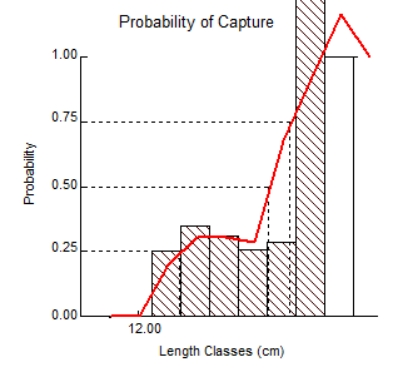 Probability of Capture
1.00
0.75
Probability
0.50
0.25
0.00
12.00
Length Classes (cm)